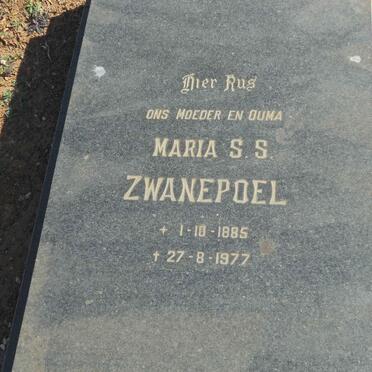 Hier Rus
ONS MOEDER EN OUMA
MARIA S. S.
ZWANEPOEL
+ 1-10-1885
† 27-8-1977